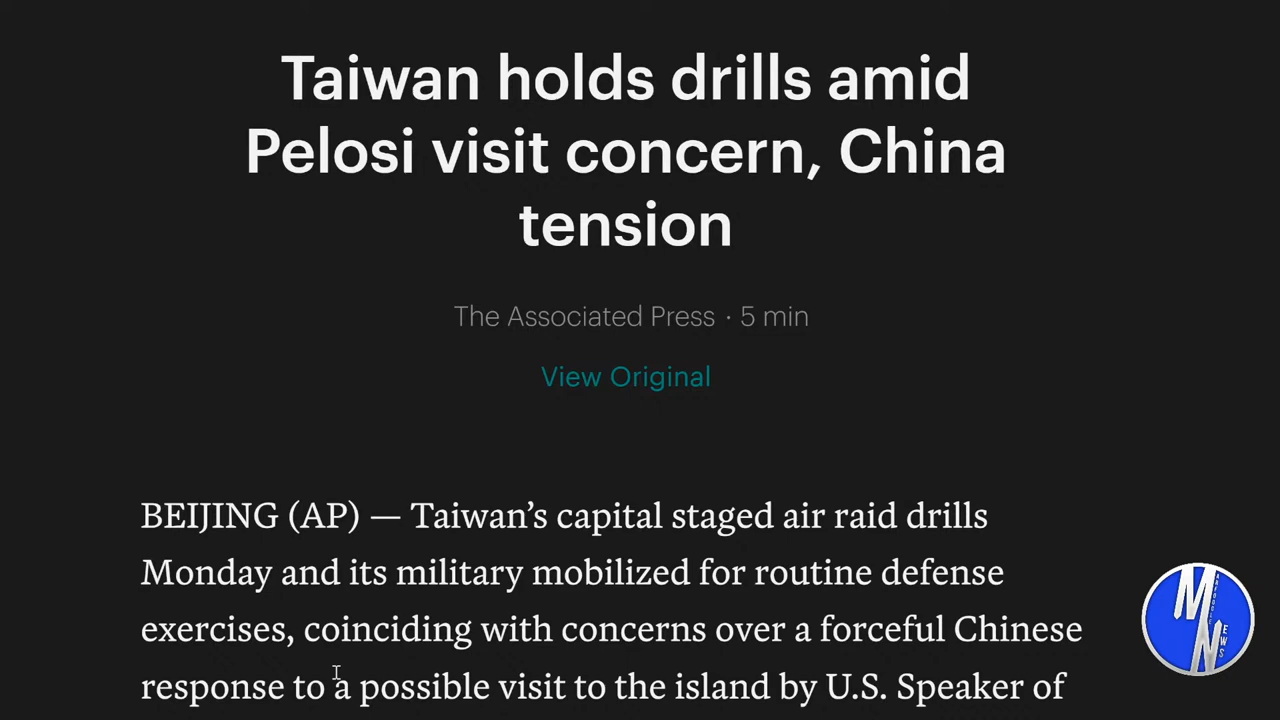 Taiwan holds drills amid
Pelosi visit concern, China
tension
The Associated Press · 5 min
View Original
BEIJING (AP) — Taiwan’s capital staged air raid drills
Monday and its military mobilized for routine defense
exercises, coinciding with concerns over a forceful Chinese
response to a possible visit to the island by U.S. Speaker of
M
N
EWS